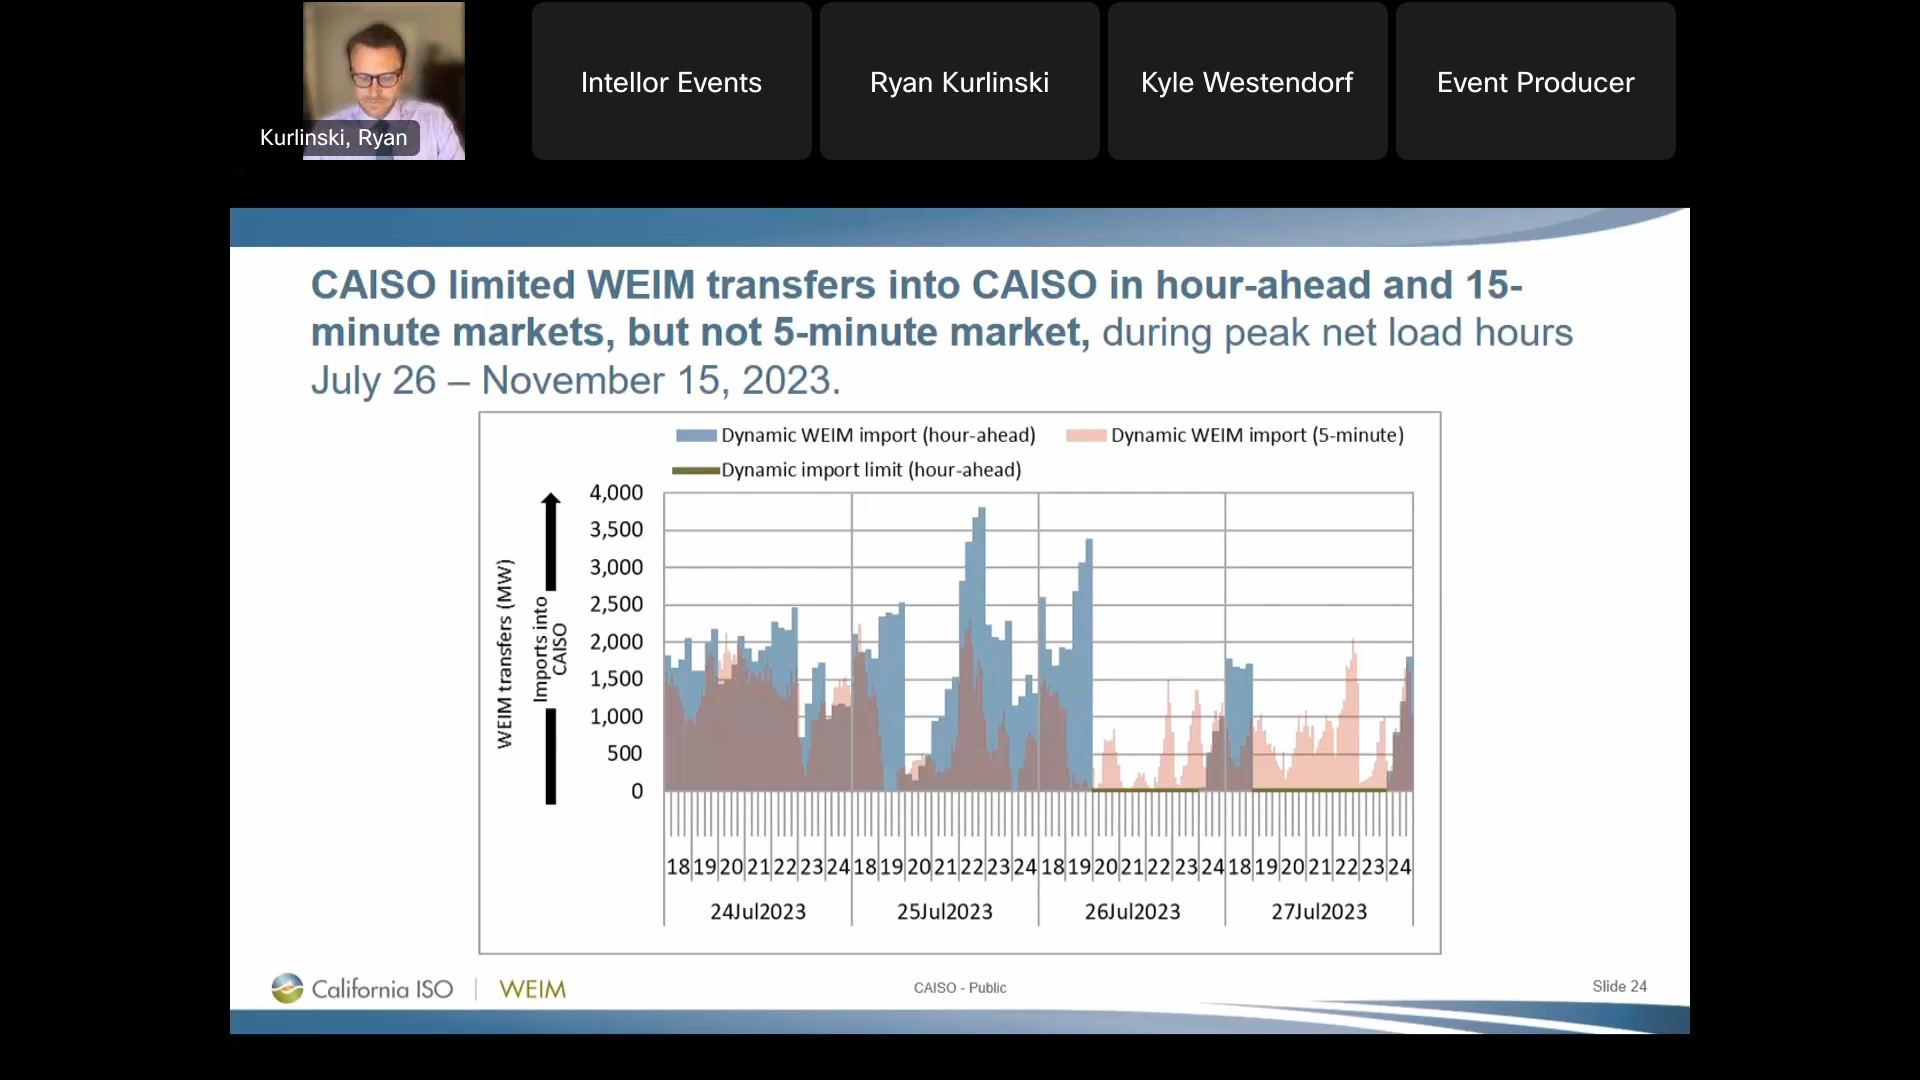 Kurlinski, Ryan
Intellor Events
Ryan Kurlinski
Kyle Westendorf
Event Producer
CAISO limited WEIM transfers into CAISO in hour-ahead and 15-
minute markets, but not 5-minute market, during peak net load hours
July 26 – November 15, 2023.
Dynamic WEIM import (hour-ahead)
Dynamic WEIM import (5-minute)
Dynamic import limit (hour-ahead)
WEIM transfers (MW)
Imports into
CAISO
4,000
3,500
3,000
2,500
2,000
1,500
1,000
500
0
18 19 20 21 22 23 24 18 19 20 21 22 23 24 18 19 20 21 22 23 24 18 19 20 21 22 23 24
24Jul2023 25Jul2023 26Jul2023 27Jul2023
California ISO | WEIM
CAISO - Public
Slide 24